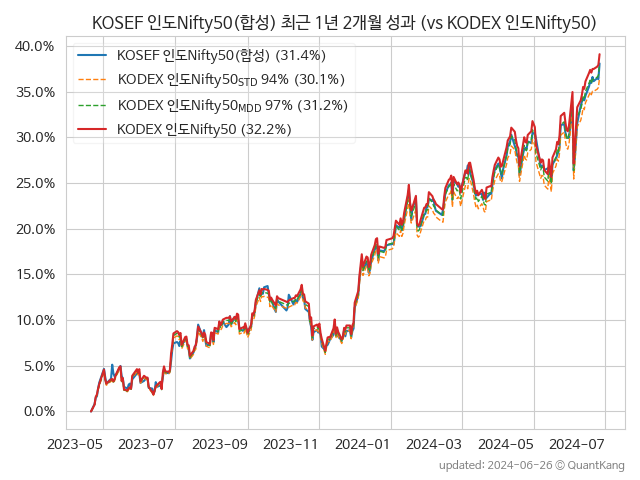 KOSEF 인도Nifty50(합성) 최근 1년 2개월 성과 (vs KODEX 인도Nifty50)
40.0%
35.0%
30.0%
25.0%
20.0%
15.0%
10.0%
5.0%
0.0%
KOSEF 인도Nifty50(합성) (31.4%)
KODEX 인도Nifty50STD 94% (30.1%)
KODEX 인도Nifty50MDD 97% (31.2%)
KODEX 인도Nifty50 (32.2%)
2023-05 2023-07 2023-09 2023-11 2024-01 2024-03 2024-05 2024-07
updated: 2024-06-26 © QuantKang